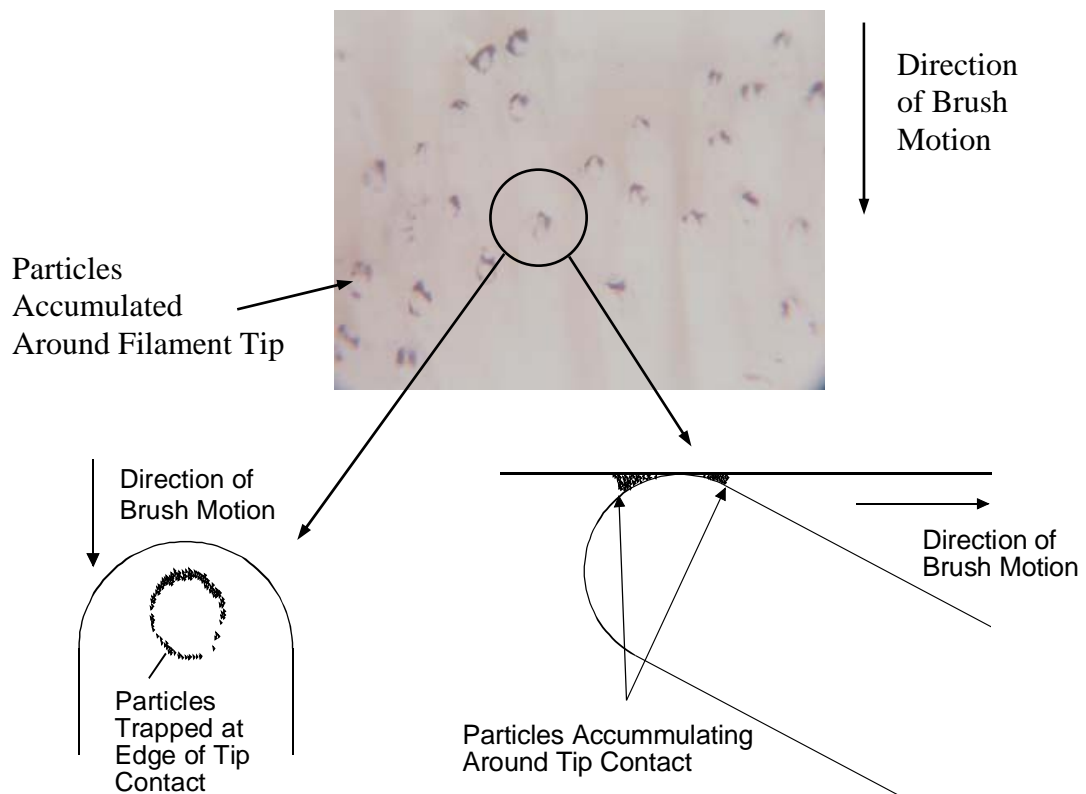 Direction
of Brush
Motion
Particles
Accumulated
Around Filament Tip
Direction of
Brush Motion
Particles
Trapped at
Edge of Tip
Contact
Direction of
Brush Motion
Particles Accummulating
Around Tip Contact